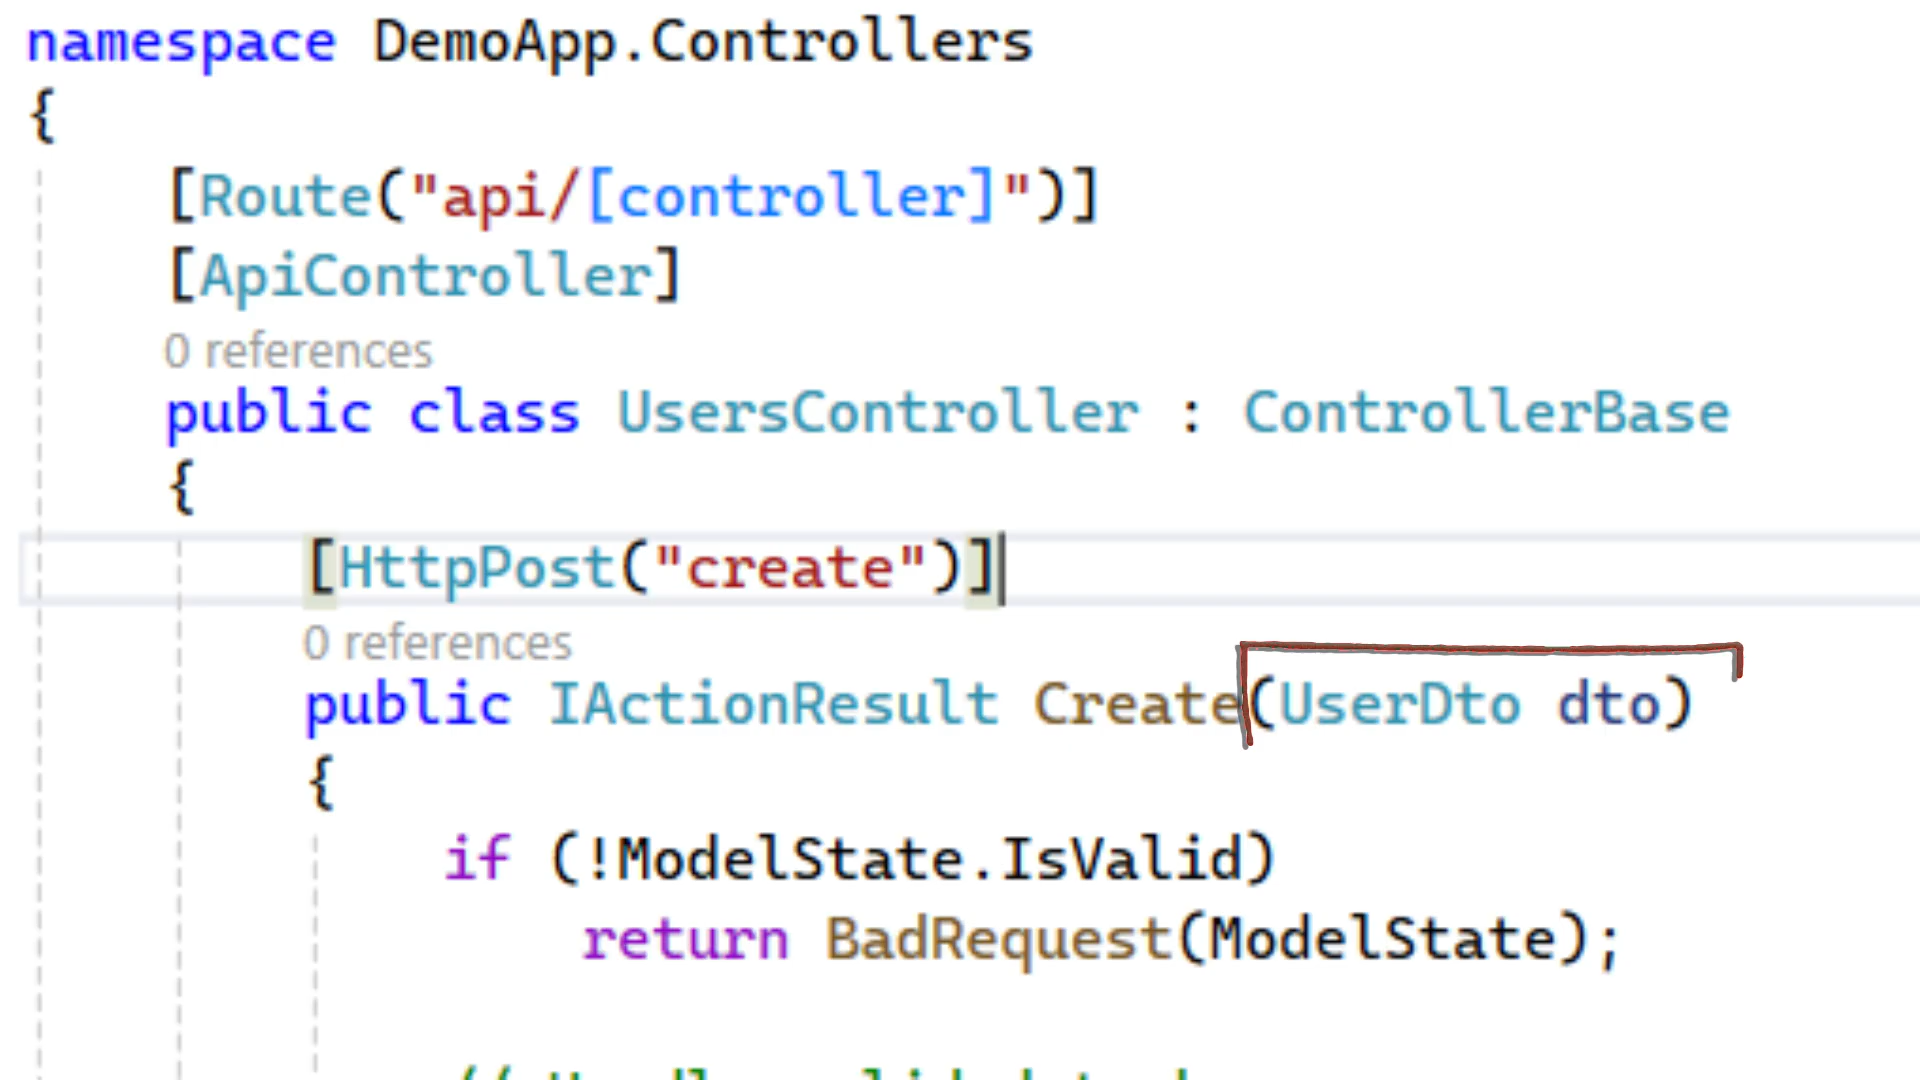 namespace DemoApp.Controllers
{
[Route("api/[controller]")]
[ApiController]
0 references
public class UsersController : ControllerBase
{
[HttpPost("create")]
0 references
public IActionResult Create(UserDto dto)
{
if (!ModelState.IsValid)
return BadRequest(ModelState);